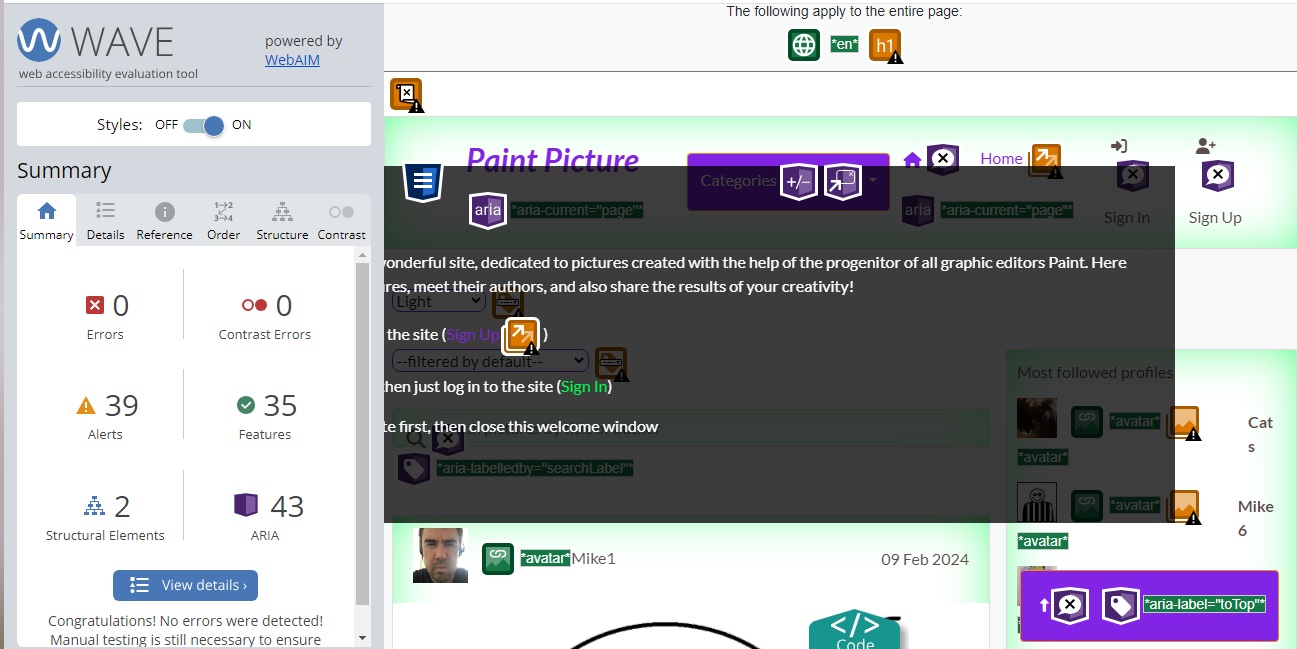 WAVE
web accessibility evaluation tool
powered by
WebAIM
Styles: OFF ON
Summary
Summary Details Reference Order Structure Contrast
0
Errors
0
Contrast Errors
39
Alerts
35
Features
2
Structural Elements
43
ARIA
View details ›
Congratulations! No errors were detected!
Manual testing is still necessary to ensure
The following apply to the entire page:
*en* h1
Paint Picture
aria *aria-current="page"*
Categories +/-
Home
aria *aria-current="page"*
Sign In
Sign Up
wonderful site, dedicated to pictures created with the help of the progenitor of all graphic editors Paint. Here
res, meet their authors, and also share the results of your creativity!
Light
the site (Sign Up )
--filtered by default--
then just log in to the site (Sign In)
te first, then close this welcome window
*aria-labelledby="searchLabel"*
Most followed profiles
*avatar* Cat
s
*avatar*
*avatar* Mike
6
*avatar*
*avatar* Mike1
09 Feb 2024
*aria-label="toTop"*
</>
Code